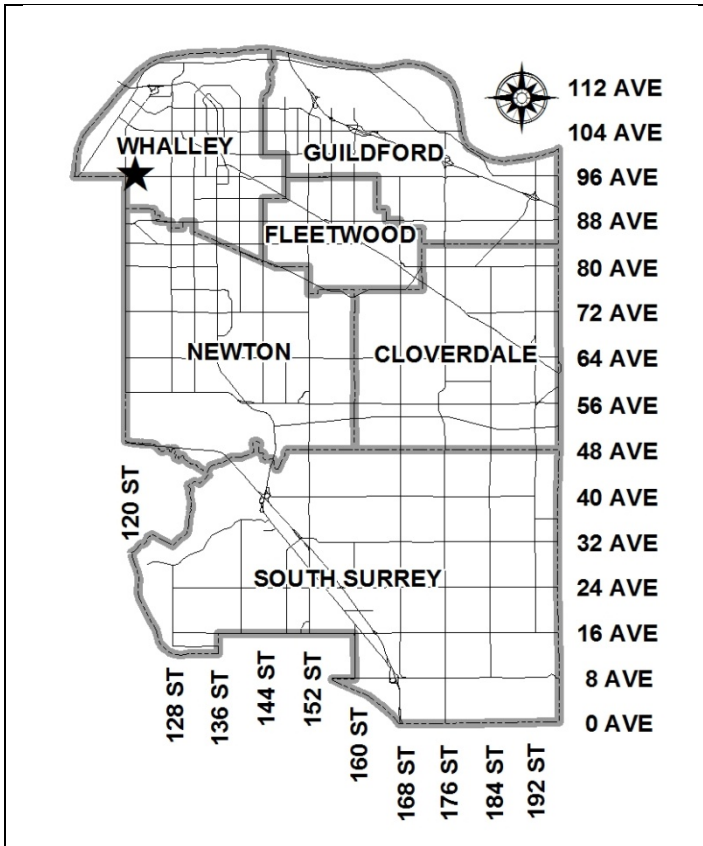 112 AVE
104 AVE
WHALLEY
GUILDFORD
96 AVE
88 AVE
FLEETWOOD
80 AVE
72 AVE
NEWTON
CLOVERDALE
64 AVE
56 AVE
48 AVE
120 ST
40 AVE
32 AVE
SOUTH SURREY
24 AVE
16 AVE
8 AVE
0 AVE
128 ST
136 ST
144 ST
152 ST
160 ST
168 ST
176 ST
184 ST
192 ST